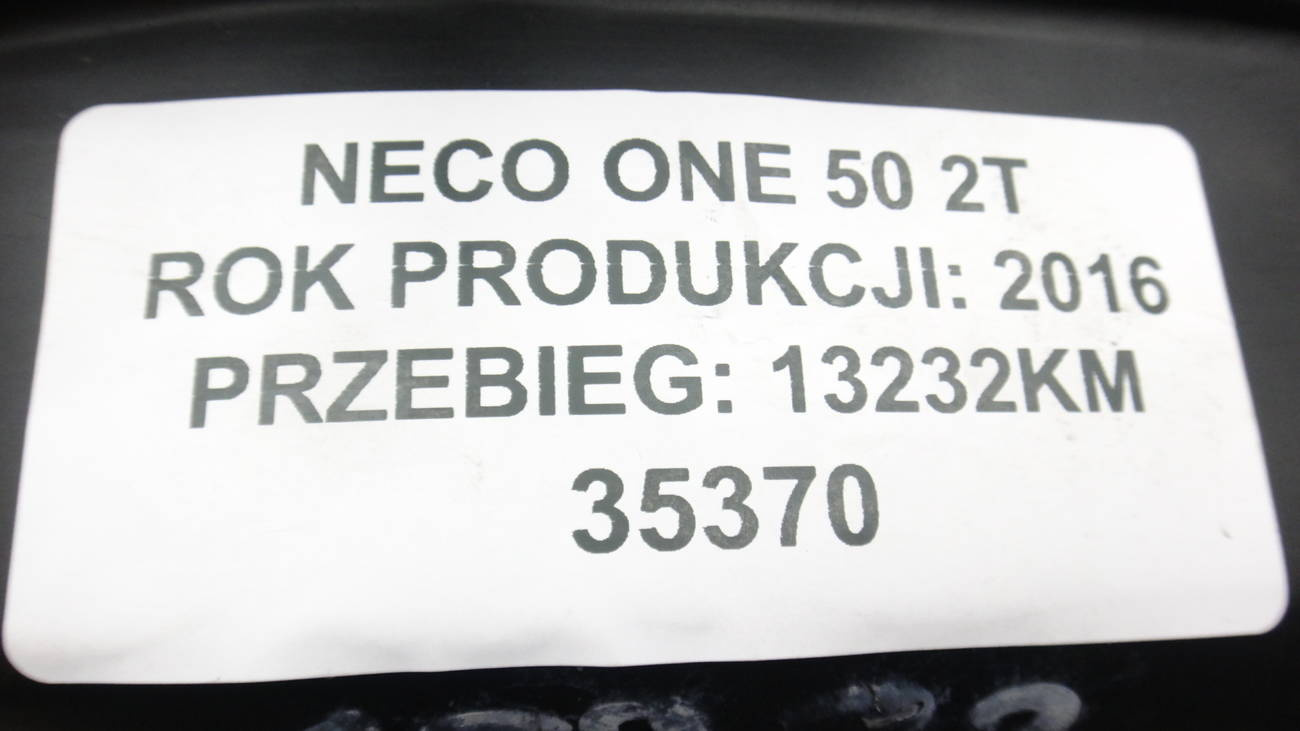 NECO ONE 50 2T
ROK PRODUKCJI: 2016
PRZEBIEG: 13232KM
35370